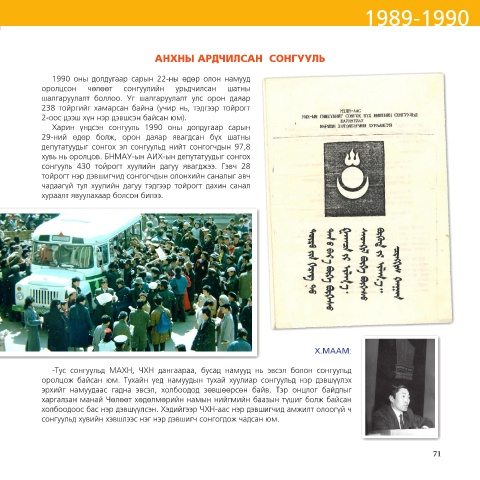 1989-1990
АНХНЫ АРДЧИЛСАН СОНГУУЛЬ
1990 оны долдугаар сарын 22-ны өдөр олон намууд
оролцсон чөлөөт сонгуулийн урьдчилсан шатны
шалгаруулалт боллоо. Уг шалгаруулалт улс орон даяар
238 тойргийг хамарсан байна (учир нь, тэдгээр тойрогт
2-оос дээш хүн нэр дэвшсэн байсан юм).
Харин үндсэн сонгууль 1990 оны долдугаар сарын
29-ний өдөр болж, орон даяар явагдсан бүх шатны
депутатуудыг сонгох эл сонгуульд нийт сонгогчдын 97,8
хувь нь оролцов. БНМАУ-ын АИХ-ын депутатуудыг сонгох
сонгууль 430 тойрогт хуулийн дагуу явагджээ. Гэвч 28
тойрогт нэр дэвшигчид сонгогчдын олонхийн саналыг авч
чадаагүй тул хуулийн дагуу тэдгээр тойрогт дахин санал
хураалт явуулахаар болсон билээ.
Х.МААМ:
-Тус сонгуульд МАХН, ЧХН дангаараа, бусад намууд нь эвсэл болон сонгуульд
оролцож байсан юм. Тухайн үед намуудын тухай хуулиар сонгуульд нэр дэвшүүлэх
эрхийг намуудаас гадна эвсэл, холбоодод зөвшөөрсөн байв. Тэр онцлог байдлыг
харгалзан манай Чөлөөт хөдөлмөрийн намын нийгмийн баазын түшиг болж байсан
холбоодоос бас нэр дэвшүүлсэн. Хэдийгээр ЧХН-аас нэр дэвшигчид амжилт олоогүй ч
сонгуульд хувийн хэвшлээс нэг нэр дэвшигч сонгогдож чадсан юм.
71